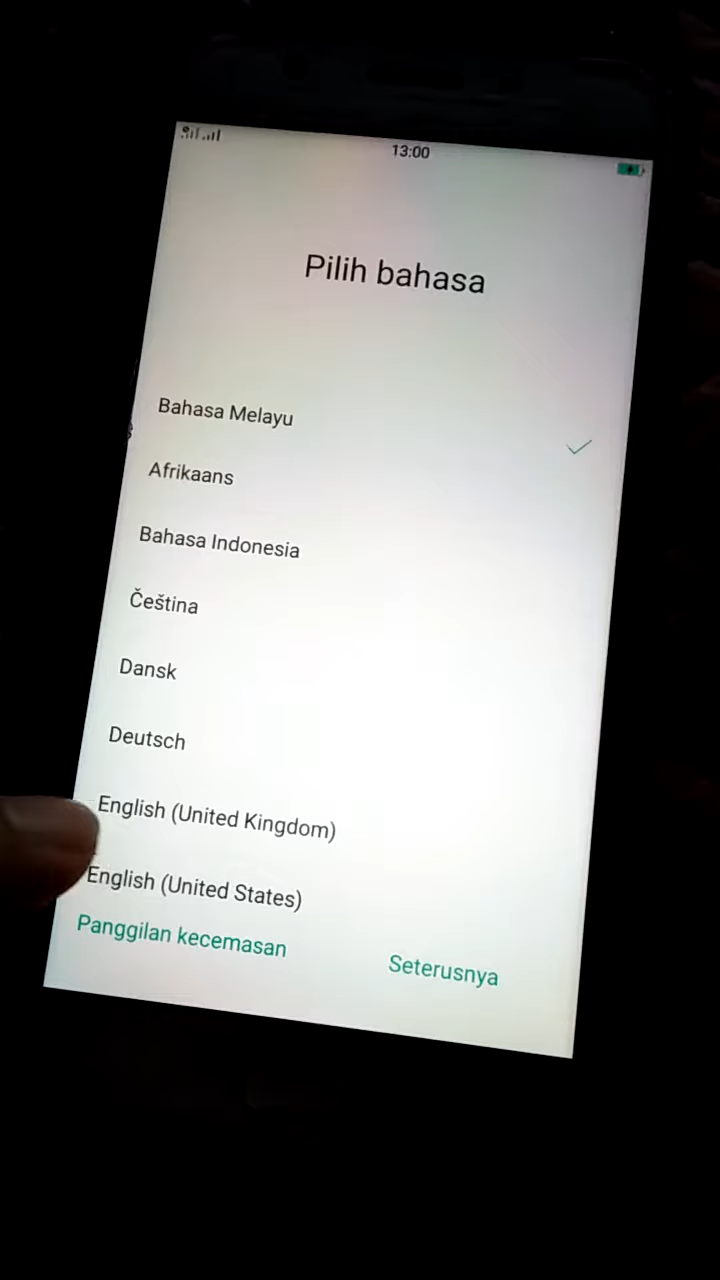 13:00
Pilih bahasa
Bahasa Melayu
Afrikaans
Bahasa Indonesia
Čeština
Dansk
Deutsch
English (United Kingdom)
English (United States)
Panggilan kecemasan
Seterusnya